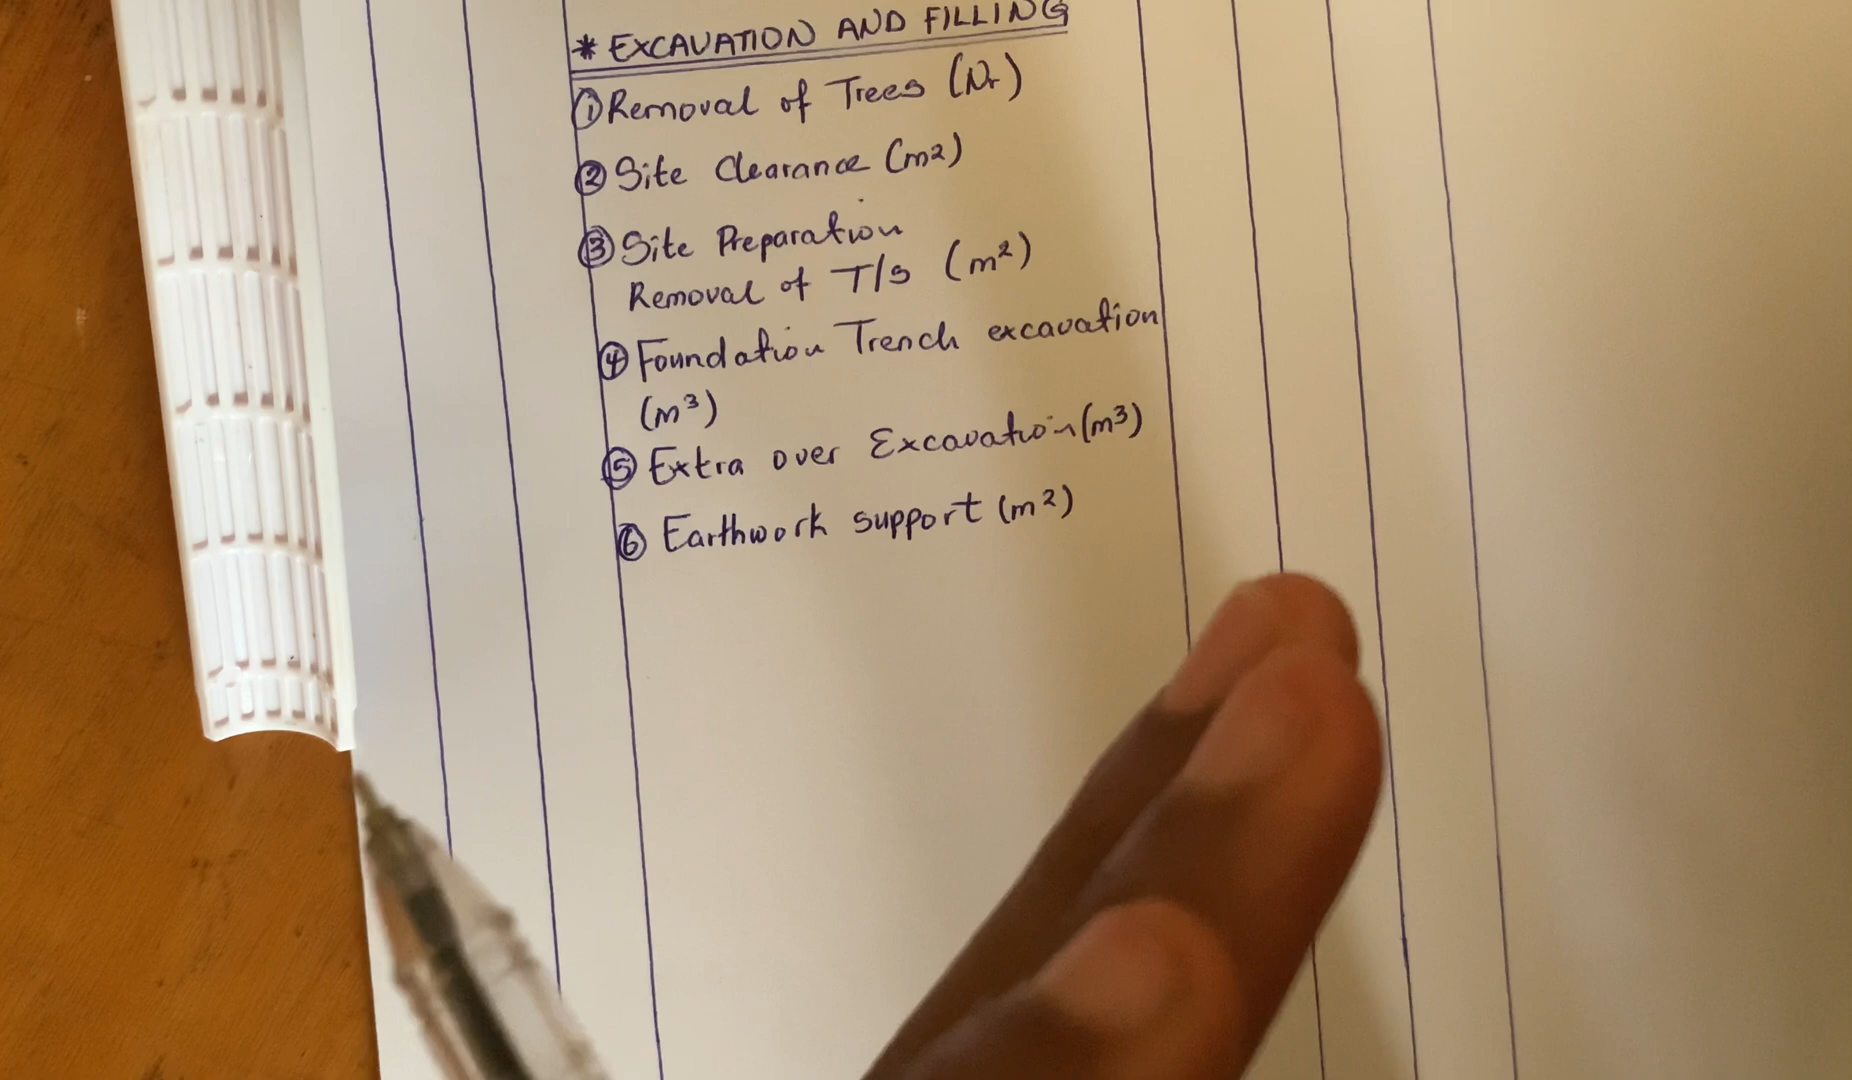 * EXCAVATION AND FILLING
① Removal of Trees (Nr)
② Site Clearance (m2)
③ Site Preparation
Removal of T/s (m²)
④ Foundation Trench excavation
(m³)
⑤ Extra over Excavation (m³)
⑥ Earthwork support (m²)